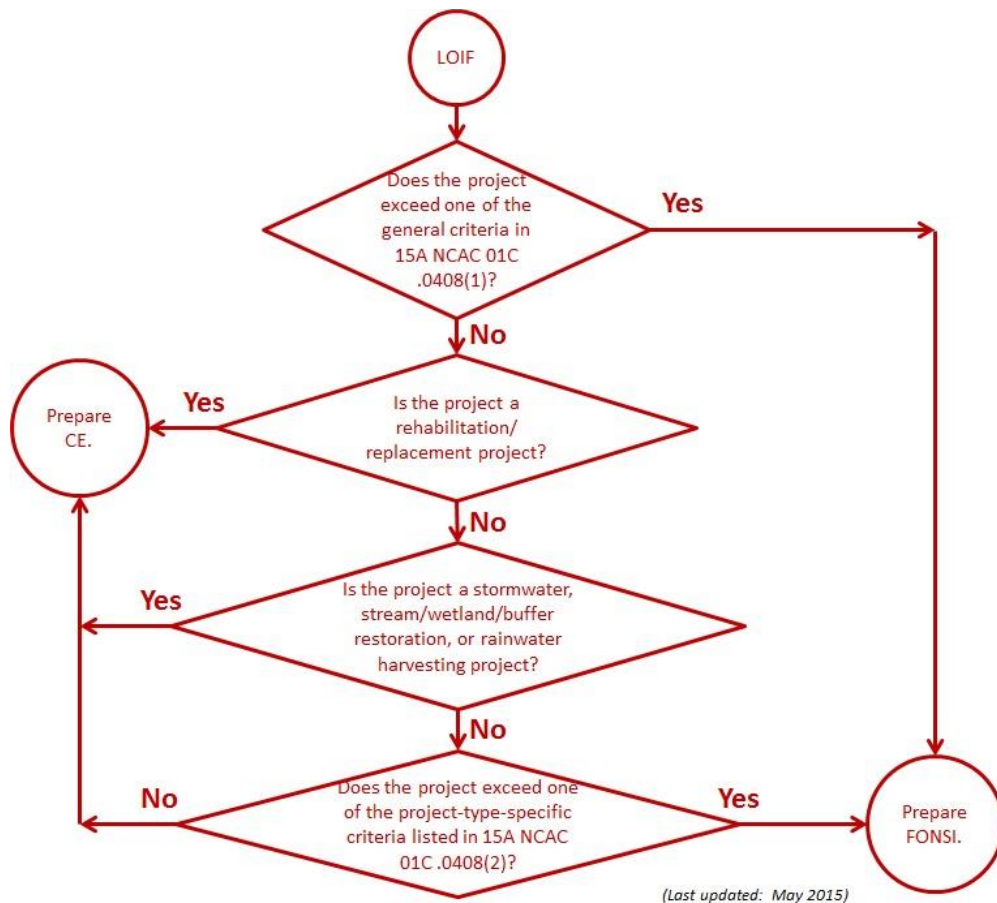 LOIF
Does the project
exceed one of the
general criteria in
15A NCAC 01C
.0408(1)?
Yes
No
Prepare
CE.
Yes
Is the project a
rehabilitation/
replacement project?
No
Yes
Is the project a stormwater,
stream/wetland/buffer
restoration, or rainwater
harvesting project?
No
No
Does the project exceed one
of the project-type-specific
criteria listed in 15A NCAC
01C .0408(2)?
Yes
Prepare
FONSI.
(Last updated: May 2015)